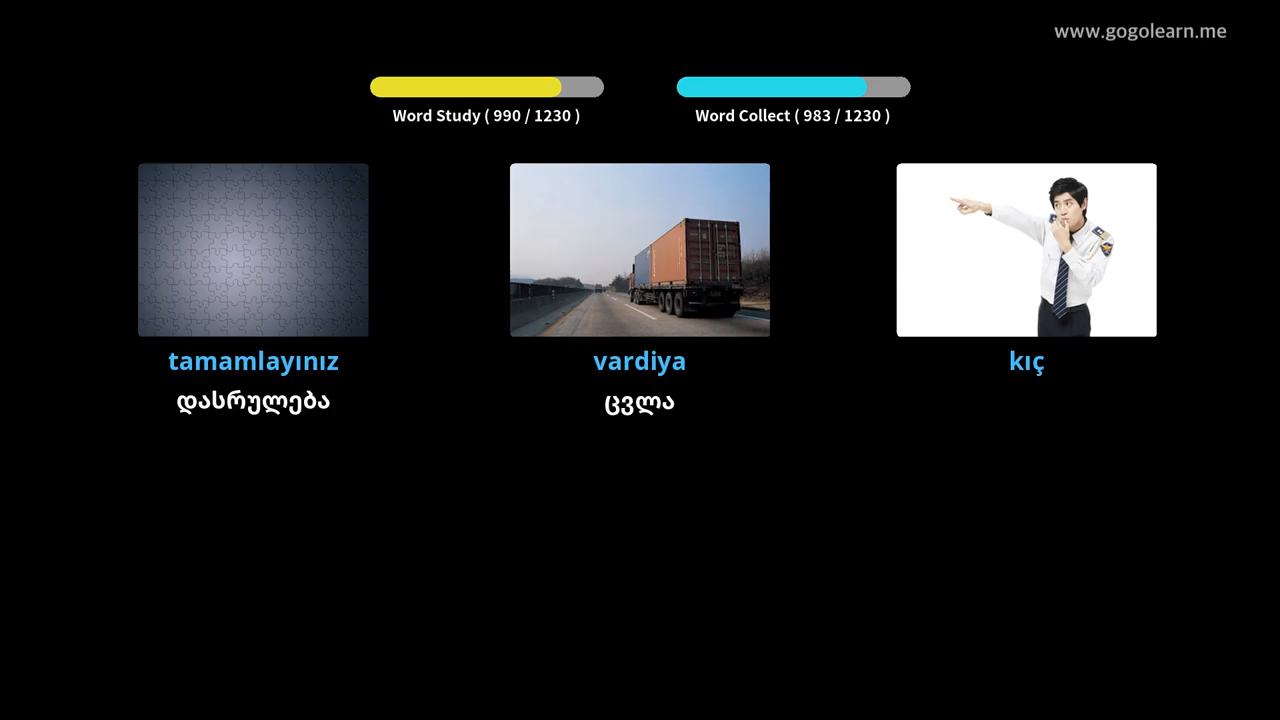 www.gogolearn.me
Word Study ( 990 / 1230 )
Word Collect ( 983 / 1230 )
tamamlayınız
vardiya
kıç
დასრულება
ცვლა